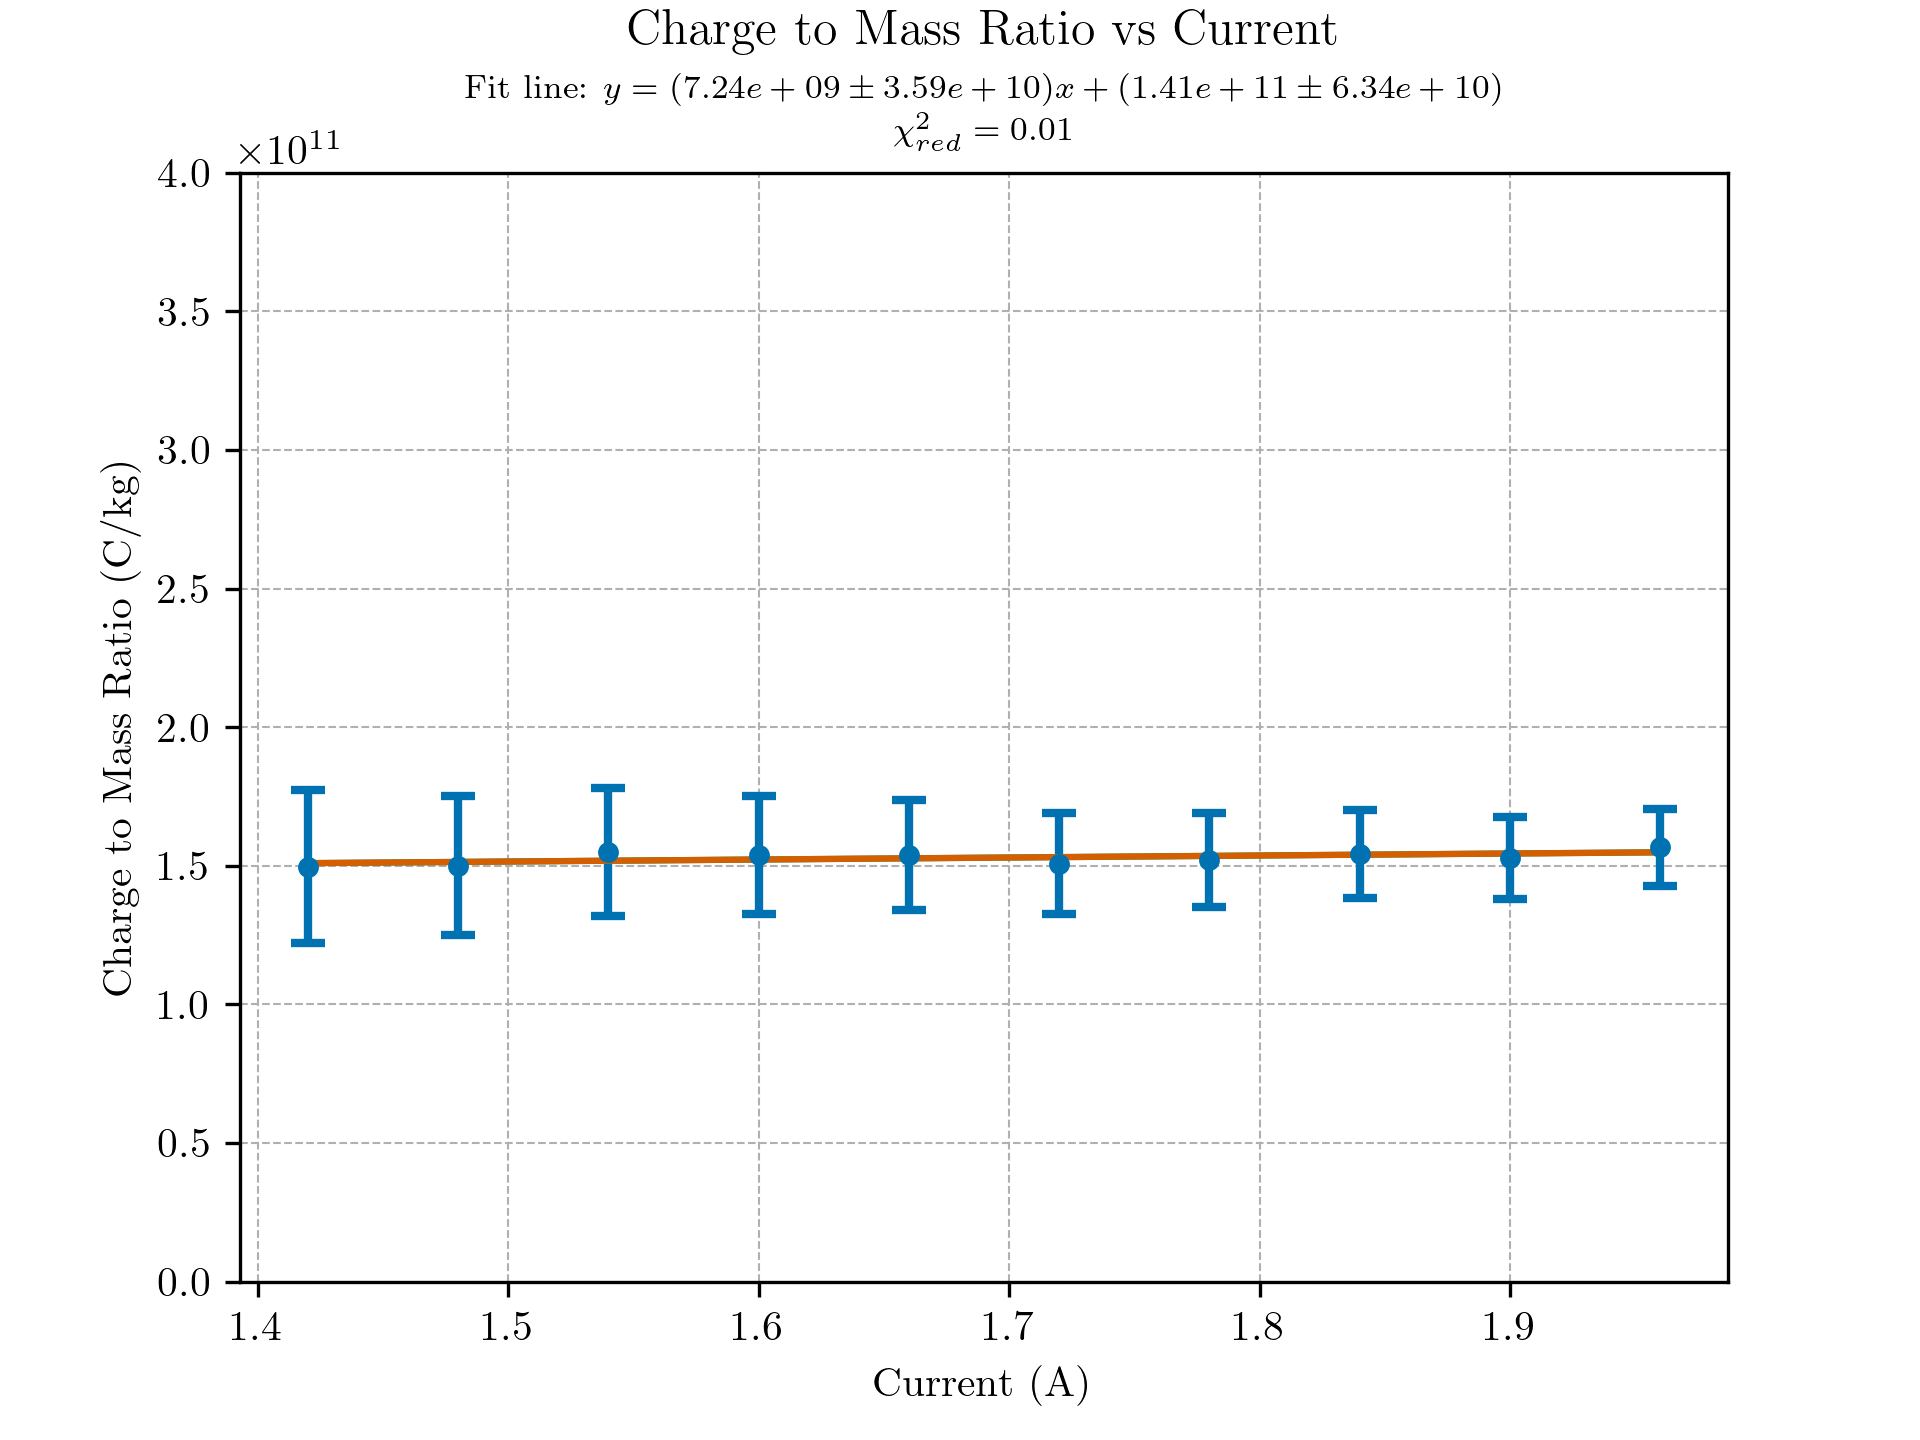 Charge to Mass Ratio vs Current
Fit line: y = (7.24e + 09 ± 3.59e + 10)x + (1.41e + 11 ± 6.34e + 10)
χ²_red = 0.01
×10¹¹
4.0
3.5
3.0
2.5
2.0
1.5
1.0
0.5
0.0
Charge to Mass Ratio (C/kg)
1.4 1.5 1.6 1.7 1.8 1.9
Current (A)